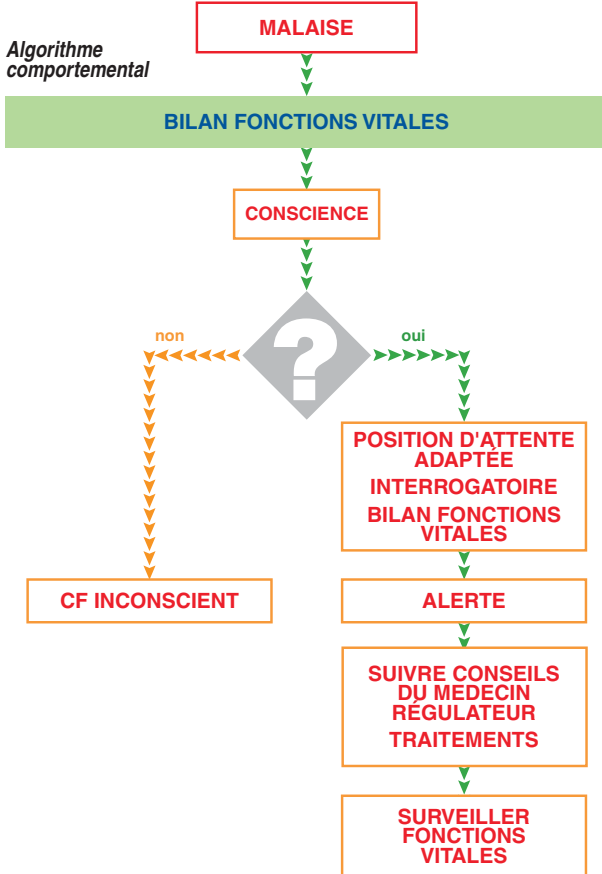 MALAISE
Algorithme
comportemental
BILAN FONCTIONS VITALES
CONSCIENCE
?
non
oui
POSITION D'ATTENTE
ADAPTÉE
INTERROGATOIRE
BILAN FONCTIONS
VITALES
CF INCONSCIENT
ALERTE
SUIVRE CONSEILS
DU MEDECIN
RÉGULATEUR
TRAITEMENTS
SURVEILLER
FONCTIONS
VITALES